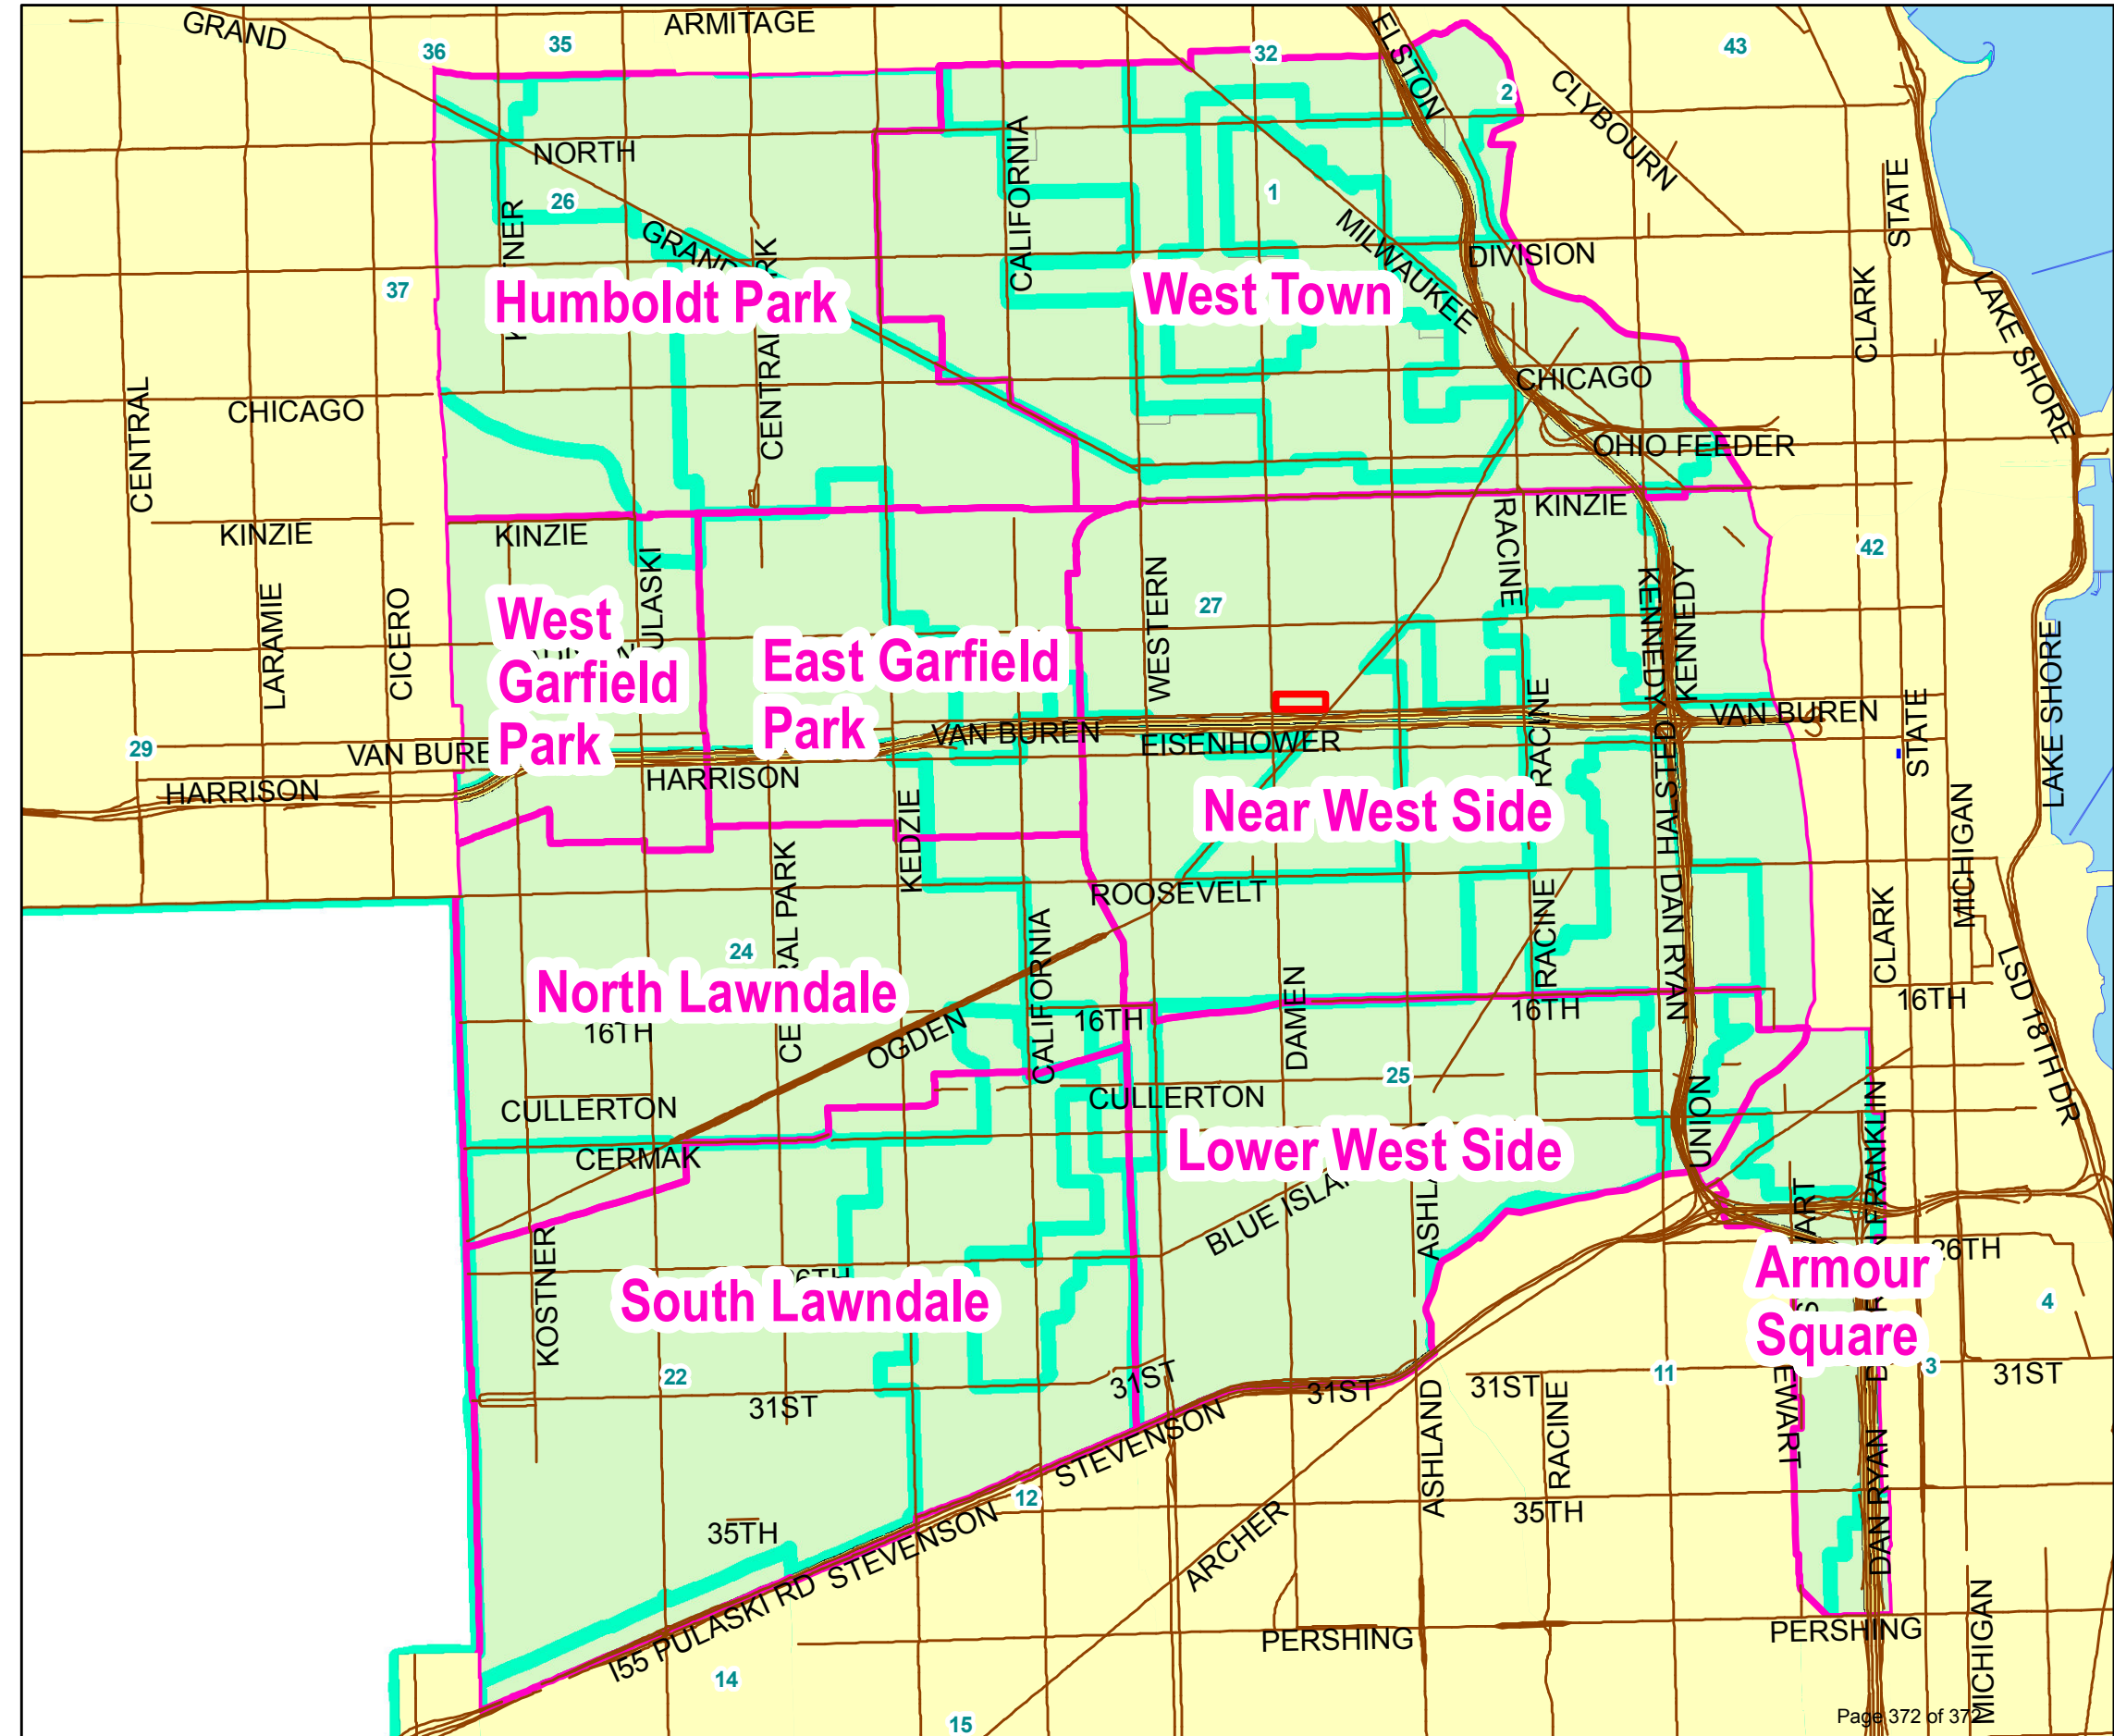 GRAND
ARMITAGE
36
35
32
43
ELSTON
2
CLYBOURN
NORTH
CALIFORNIA
26
1
STATE
GRAND
MILWAUKEE
DIVISION
37
Humboldt Park
West Town
CLARK
LAKE SHORE
CENTRAL
CHICAGO
CHICAGO
OHIO FEEDER
KINZIE
KINZIE
KINZIE
RACINE
42
LARAMIE
CICERO
WESTERN
27
KENNEDY
KENNEDY
LAKE SHORE
West
Garfield
Park
East Garfield
Park
RACINE
STATE
29
VAN BUREN
VAN BUREN
EISENHOWER
HARRISON
HARRISON
Near West Side
HALSTED
MICHIGAN
KEDZIE
ROOSEVELT
CENTRAL PARK
DAN RYAN
RACINE
CLARK
24
North Lawndale
CALIFORNIA
DAMEN
16TH
16TH
16TH
16TH
OGDEN
LSD 18TH DR
25
CULLERTON
CULLERTON
UNION
FRANKLIN
CERMAK
Lower West Side
KOSTNER
ASHLAND
26TH
Armour
Square
South Lawndale
4
22
11
3
31ST
31ST
31ST
31ST
31ST
ASHLAND
RACINE
STEVENSON
12
35TH
35TH
STEVENSON
ARCHER
DAN RYAN
I55 PULASKI RD
PERSHING
PERSHING
MICHIGAN
14
15
Page 372 of 372